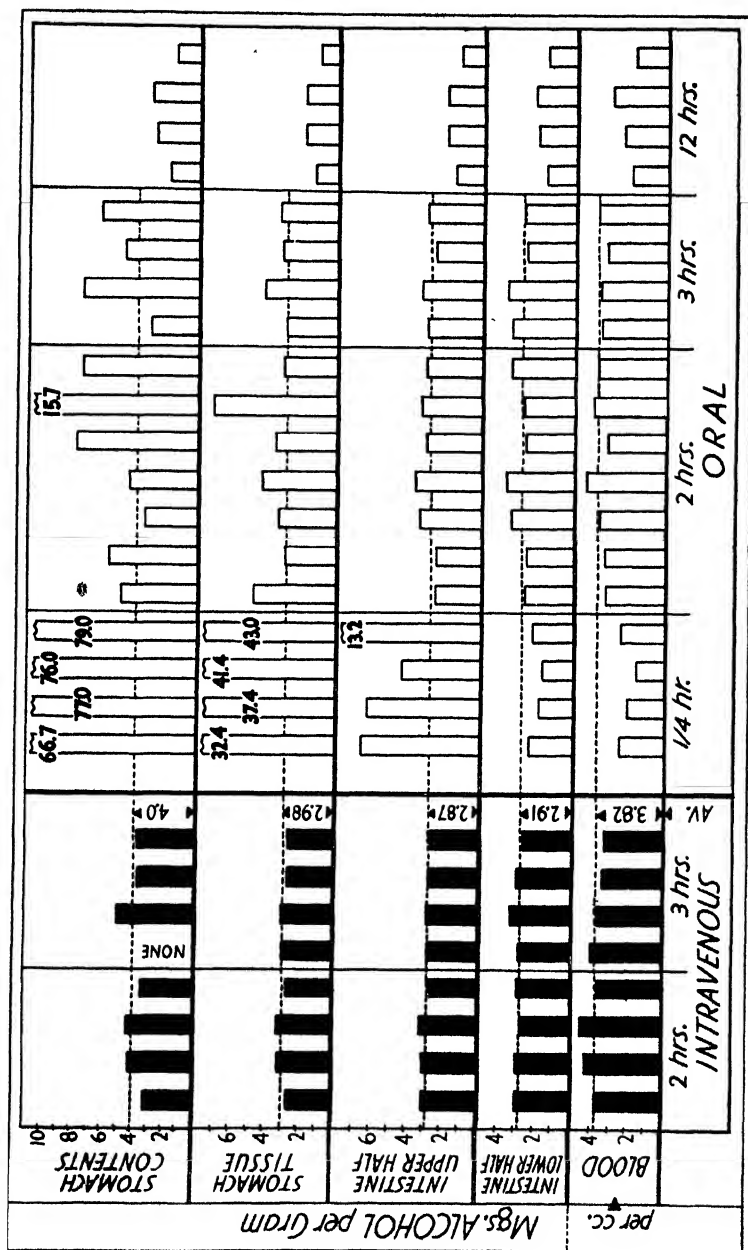 Mgs. ALCOHOL per Gram
per cc.
STOMACH
CONTENTS
10
8
6
4
2
66.7
77.0
76.0
79.0
15.7
NONE
4.0
STOMACH
TISSUE
6
4
2
32.4
37.4
41.4
43.0
2.98
INTESTINE
UPPER HALF
6
4
2
13.2
2.87
INTESTINE
LOWER HALF
4
2
2.91
BLOOD
4
2
3.82
AV.
2 hrs.
3 hrs.
1/4 hr.
2 hrs.
3 hrs.
12 hrs.
INTRAVENOUS
ORAL